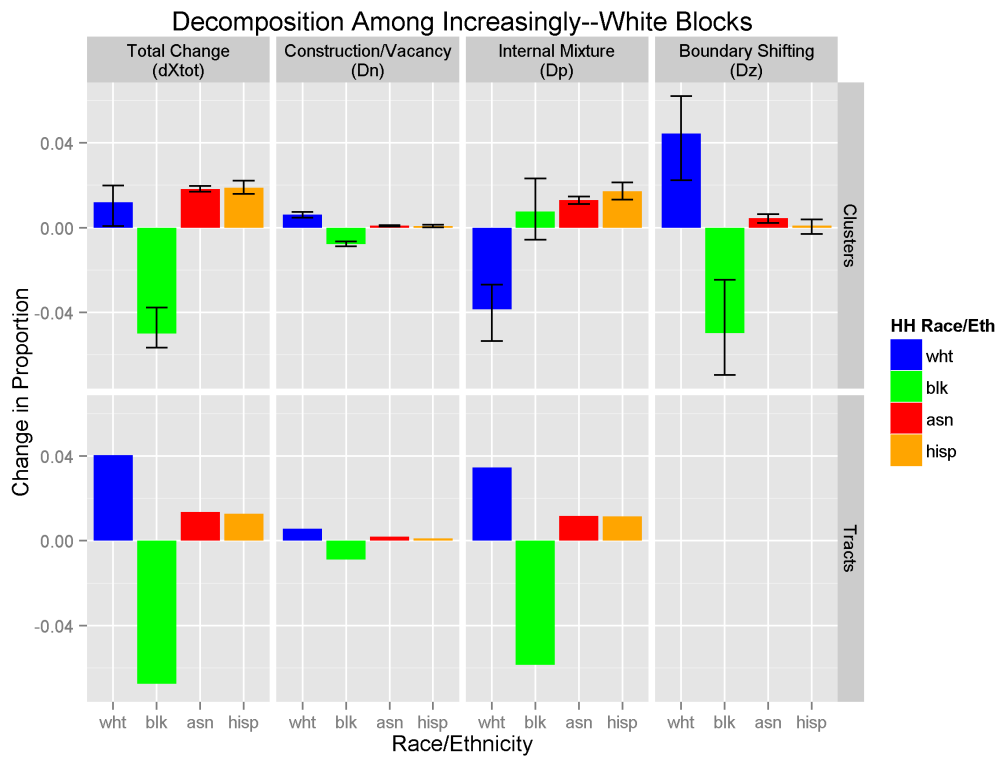 Decomposition Among Increasingly--White Blocks
Total Change
(dXtot)
Construction/Vacancy
(Dn)
Internal Mixture
(Dp)
Boundary Shifting
(Dz)
Change in Proportion
0.04
0.00
-0.04
Clusters
0.04
0.00
-0.04
Tracts
wht blk asn hisp
wht blk asn hisp
wht blk asn hisp
wht blk asn hisp
Race/Ethnicity
HH Race/Eth
wht
blk
asn
hisp